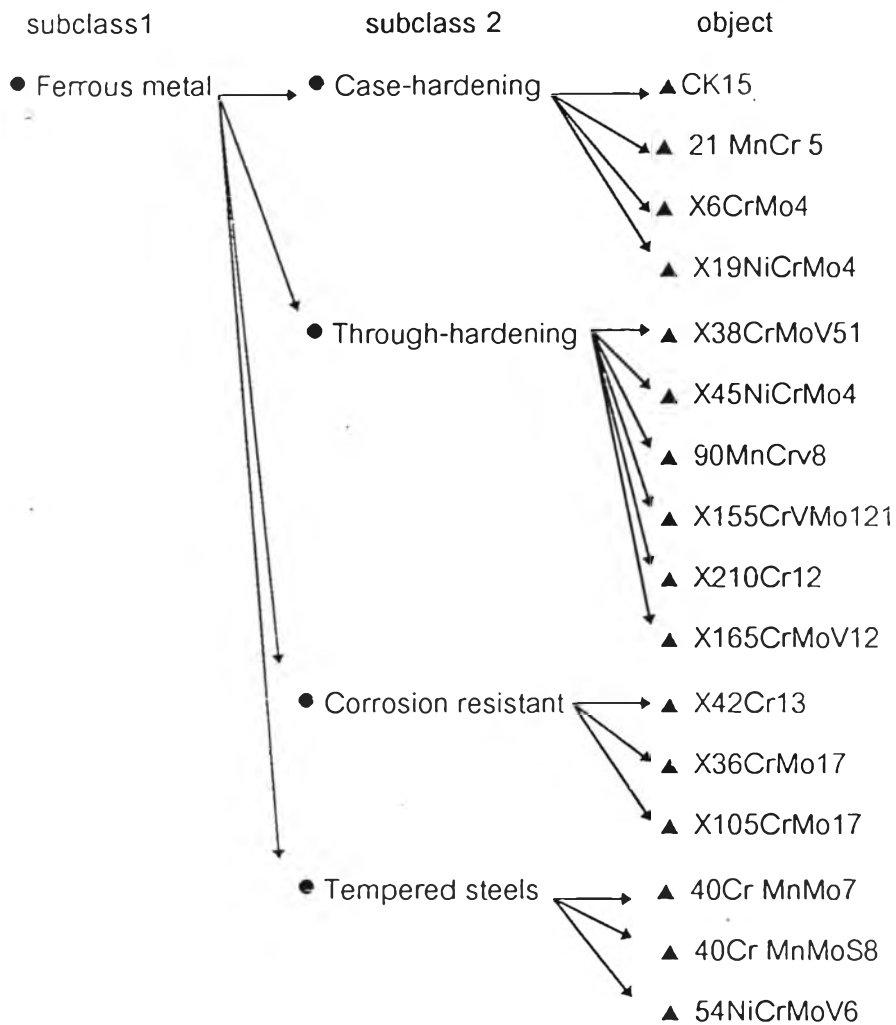 subclass1 subclass 2 object
Ferrous metal Case-hardening CK15
21 MnCr 5
X6CrMo4
X19NiCrMo4
Through-hardening X38CrMoV51
X45NiCrMo4
90MnCrv8
X155CrVMo121
X210Cr12
X165CrMoV12
Corrosion resistant X42Cr13
X36CrMo17
X105CrMo17
Tempered steels 40Cr MnMo7
40Cr MnMoS8
54NiCrMoV6